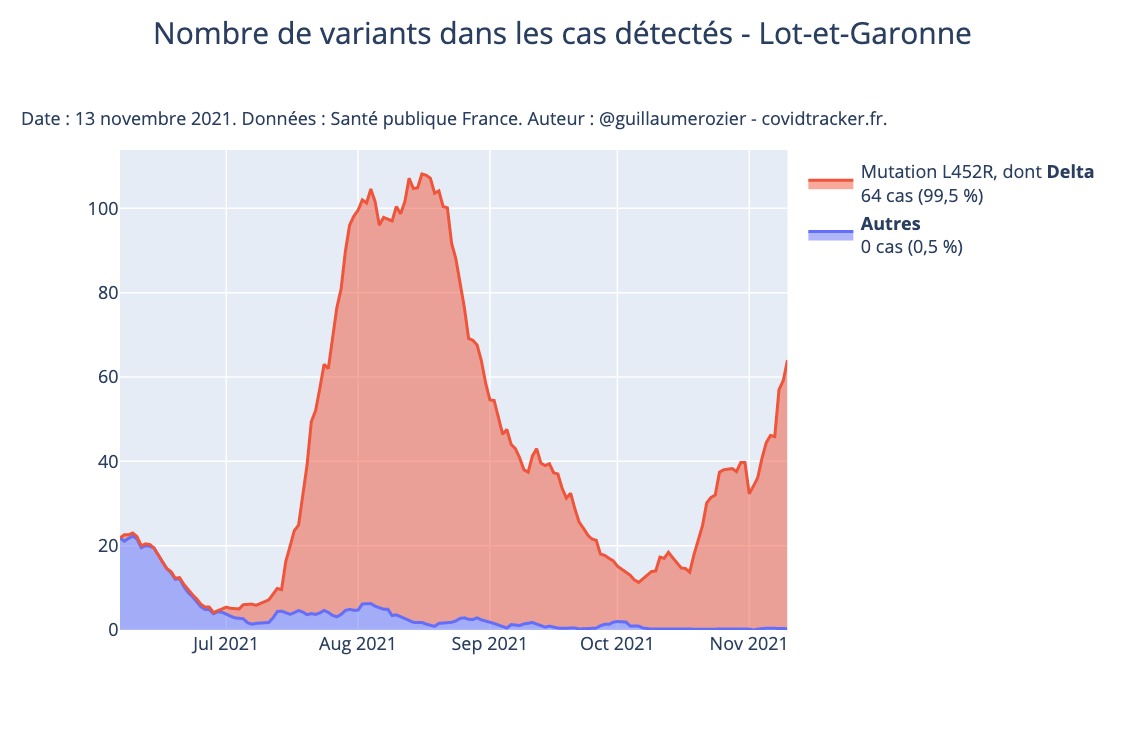 Nombre de variants dans les cas détectés - Lot-et-Garonne
Date : 13 novembre 2021. Données : Santé publique France. Auteur : @guillaumerozier - covidtracker.fr.
Mutation L452R, dont Delta
64 cas (99,5 %)
Autres
0 cas (0,5 %)
100
80
60
40
20
0
Jul 2021
Aug 2021
Sep 2021
Oct 2021
Nov 2021